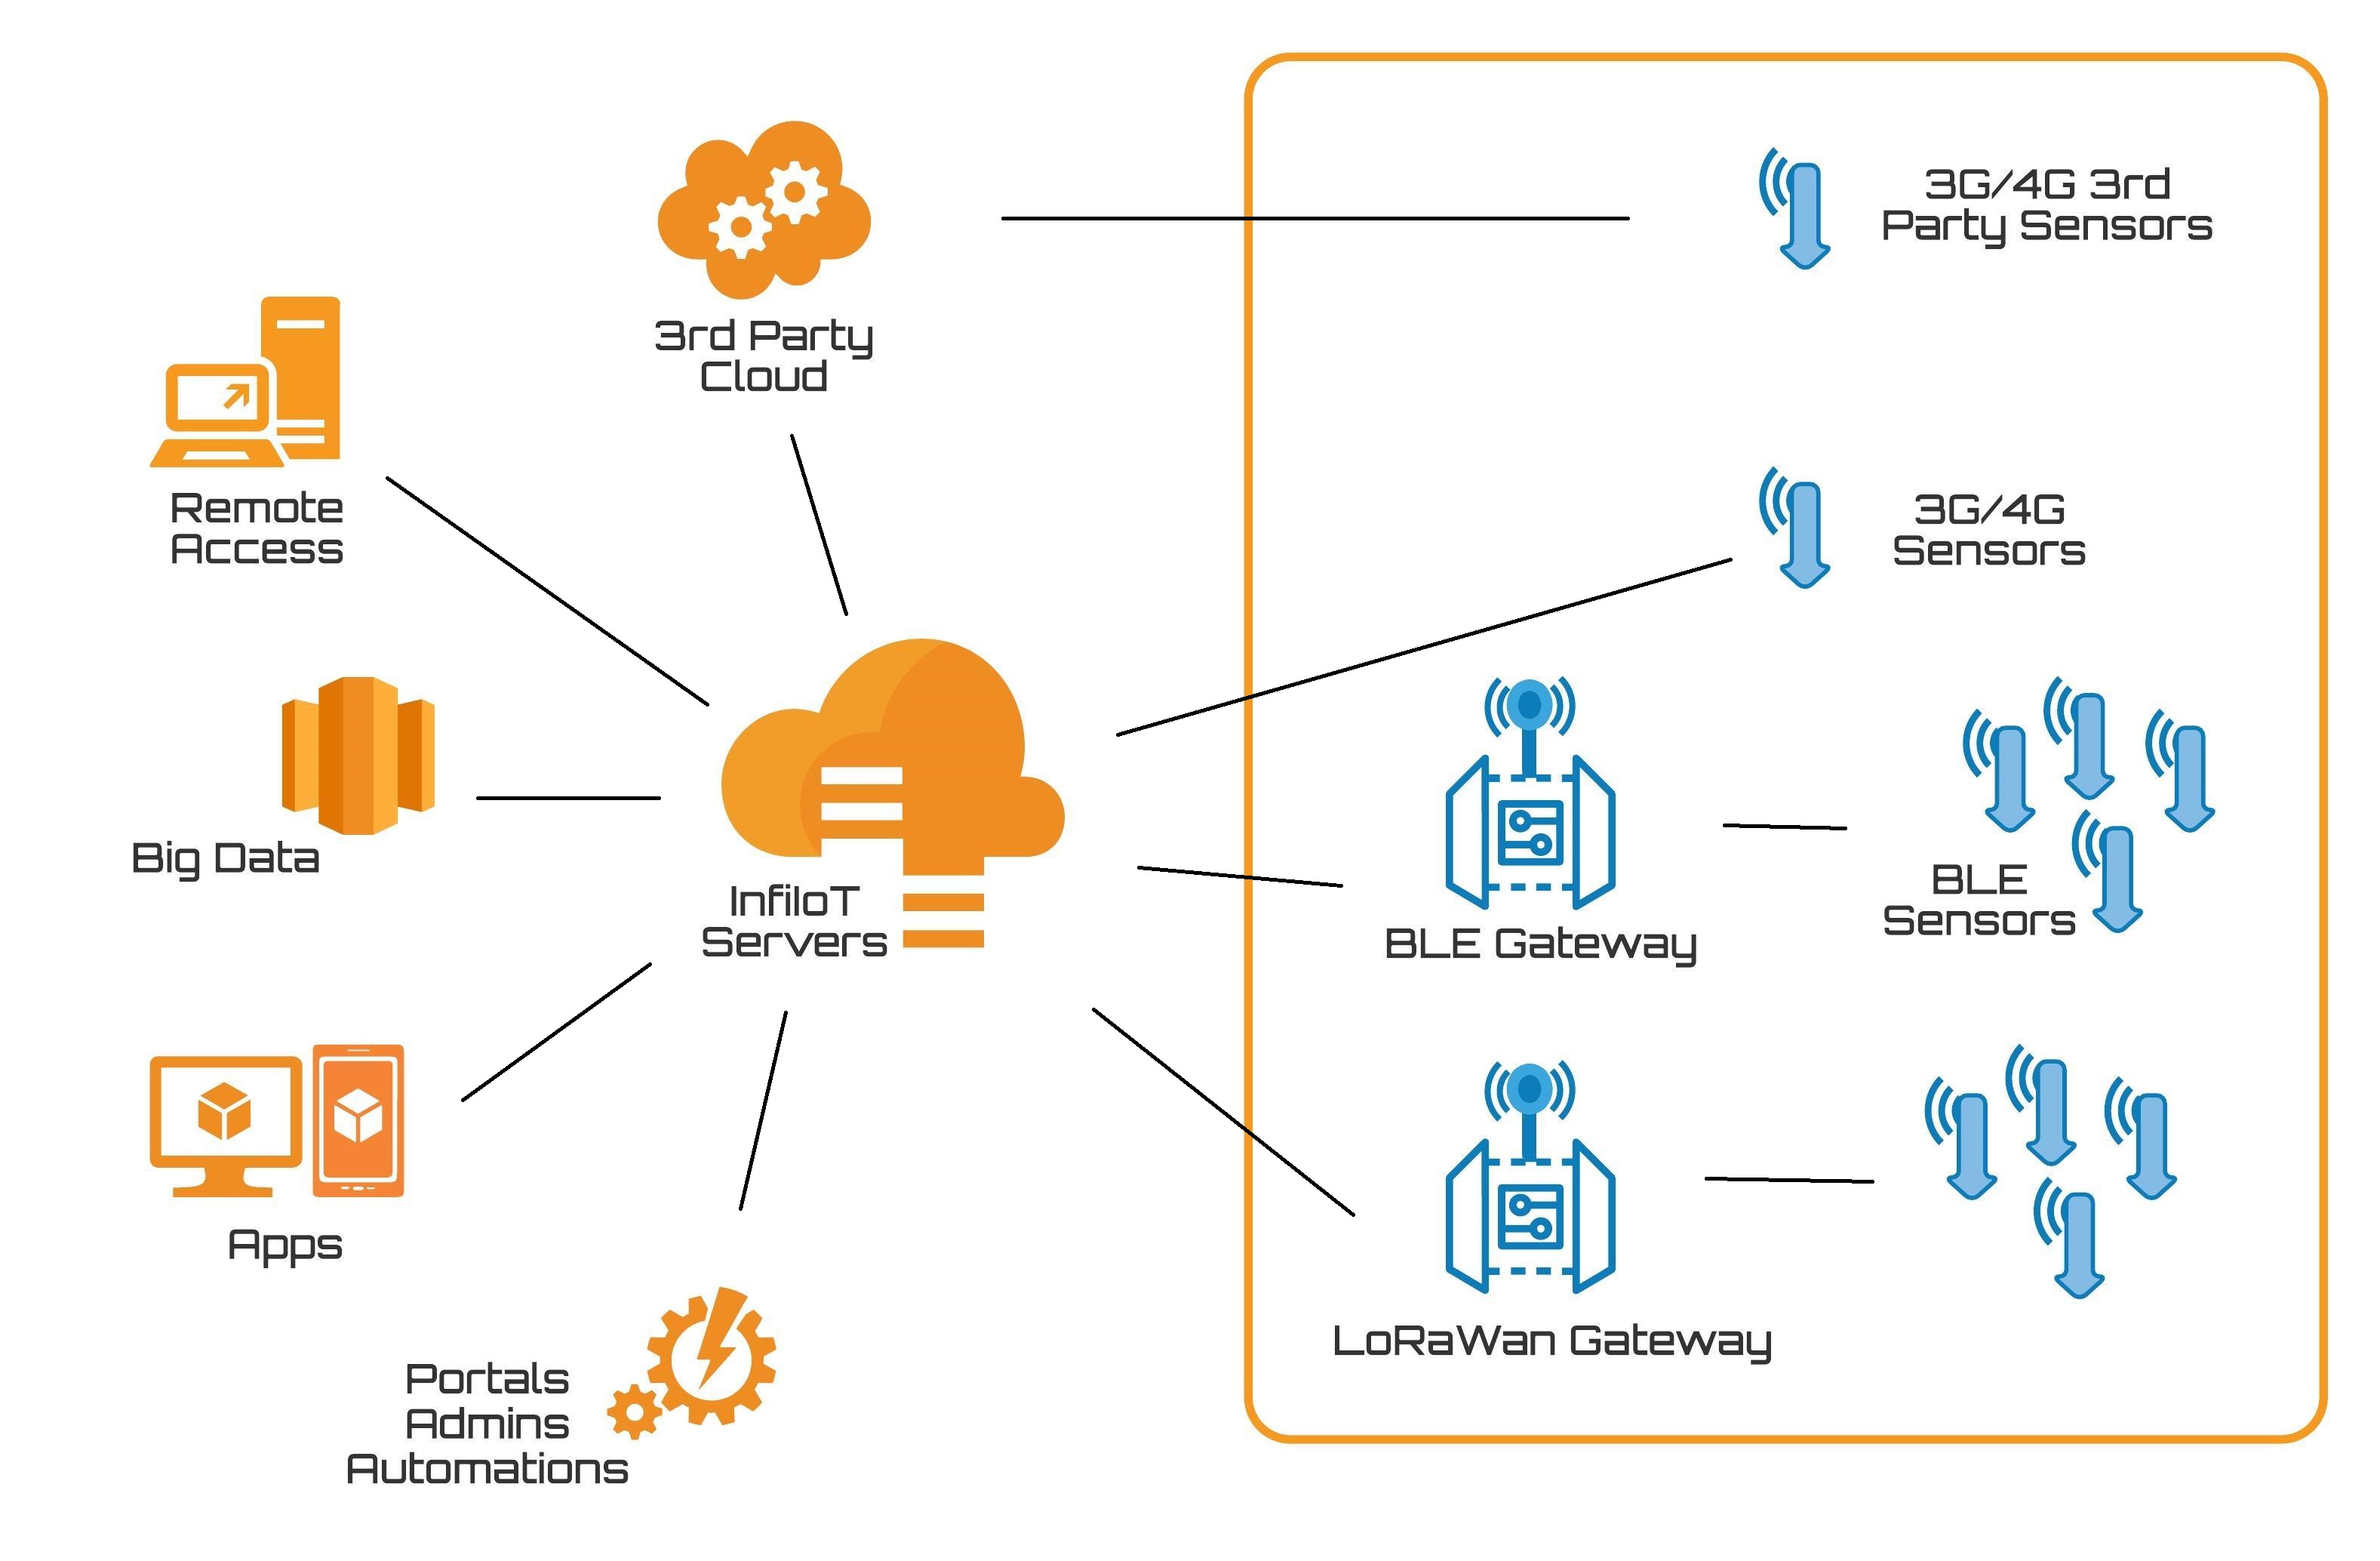 3G/4G 3rd
Party Sensors
3rd Party
Cloud
Remote
Access
3G/4G
Sensors
Big Data
InfiIoT
Servers
BLE Gateway
BLE
Sensors
Apps
LoRaWan Gateway
Portals
Admins
Automations